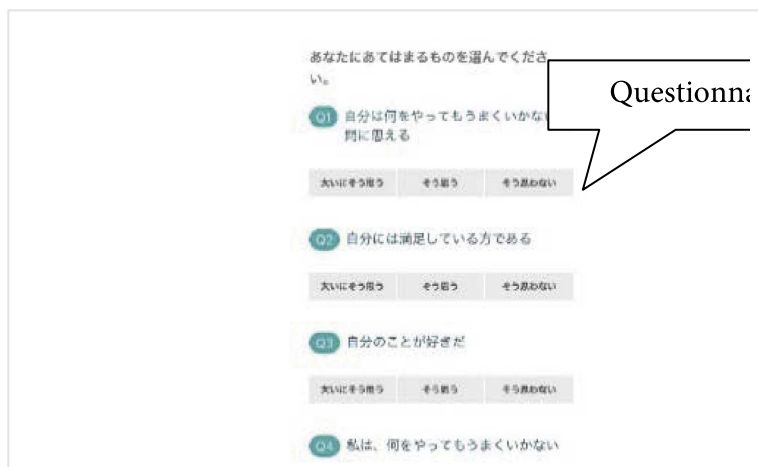 あなたにあてはまるものを選んでくださ
い。
Questionna
Q1 自分は何をやってもうまくいかない
間に思える
大いにそう思う そう思う そう思わない
Q2 自分には満足している方である
大いにそう思う そう思う そう思わない
Q3 自分のことが好きだ
大いにそう思う そう思う そう思わない
Q4 私は、何をやってもうまくいかない